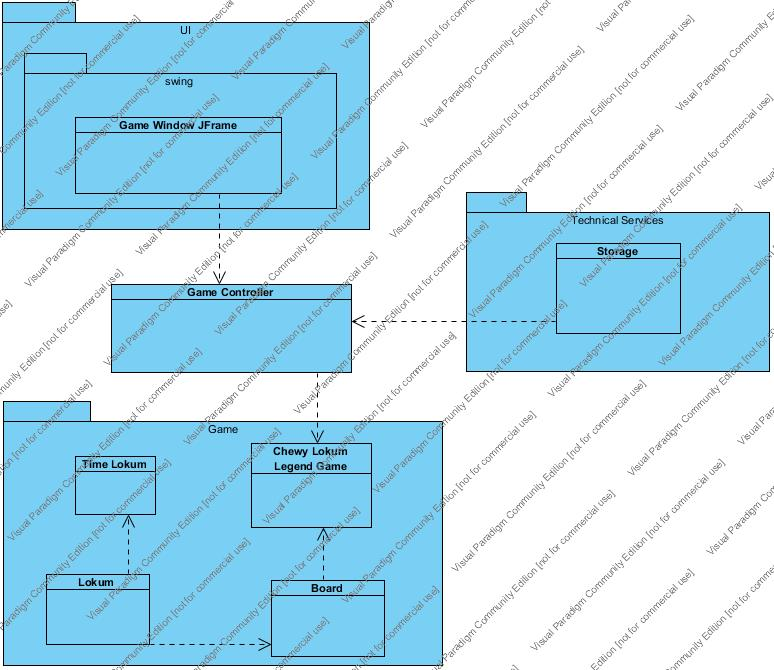 UI
swing
Game Window JFrame
Technical Services
Storage
Game Controller
Game
Chewy Lokum
Legend Game
Time Lokum
Lokum
Board
Visual Paradigm Community Edition [not for commercial use]